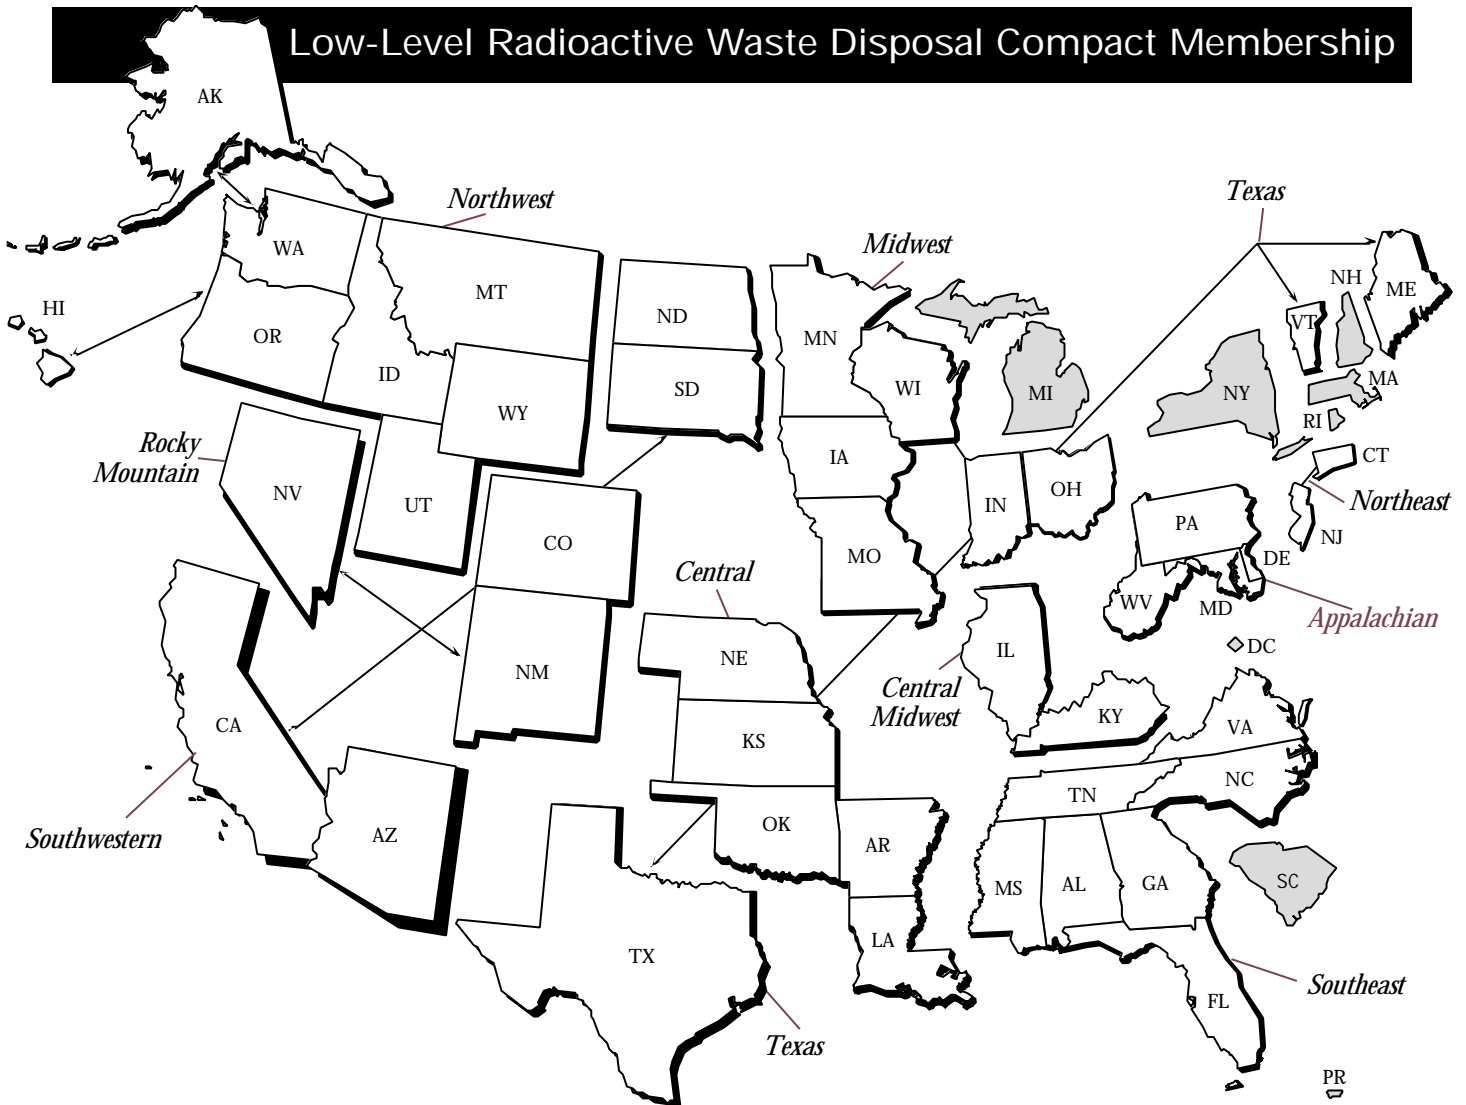 Low-Level Radioactive Waste Disposal Compact Membership
AK
Northwest
Texas
WA
Midwest
HI
MT
NH
ME
ND
VT
OR
MN
ID
SD
WI
MI
NY
MA
WY
RI
Rocky
Mountain
IA
CT
NV
UT
IN
OH
Northeast
CO
MO
PA
NJ
DE
Central
WV
MD
Appalachian
NM
NE
IL
DC
Central
Midwest
CA
KS
KY
VA
TN
NC
Southwestern
AZ
OK
AR
MS
AL
GA
SC
LA
TX
Southeast
FL
Texas
PR